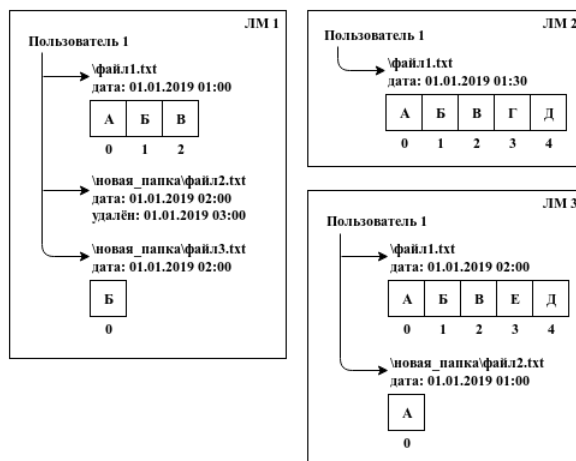 ЛМ 1
Пользователь 1
\файл1.txt
дата: 01.01.2019 01:00
А Б В
0 1 2
\новая_папка\файл2.txt
дата: 01.01.2019 02:00
удалён: 01.01.2019 03:00
\новая_папка\файл3.txt
дата: 01.01.2019 02:00
Б
0
ЛМ 2
Пользователь 1
\файл1.txt
дата: 01.01.2019 01:30
А Б В Г Д
0 1 2 3 4
ЛМ 3
Пользователь 1
\файл1.txt
дата: 01.01.2019 02:00
А Б В Е Д
0 1 2 3 4
\новая_папка\файл2.txt
дата: 01.01.2019 01:00
А
0